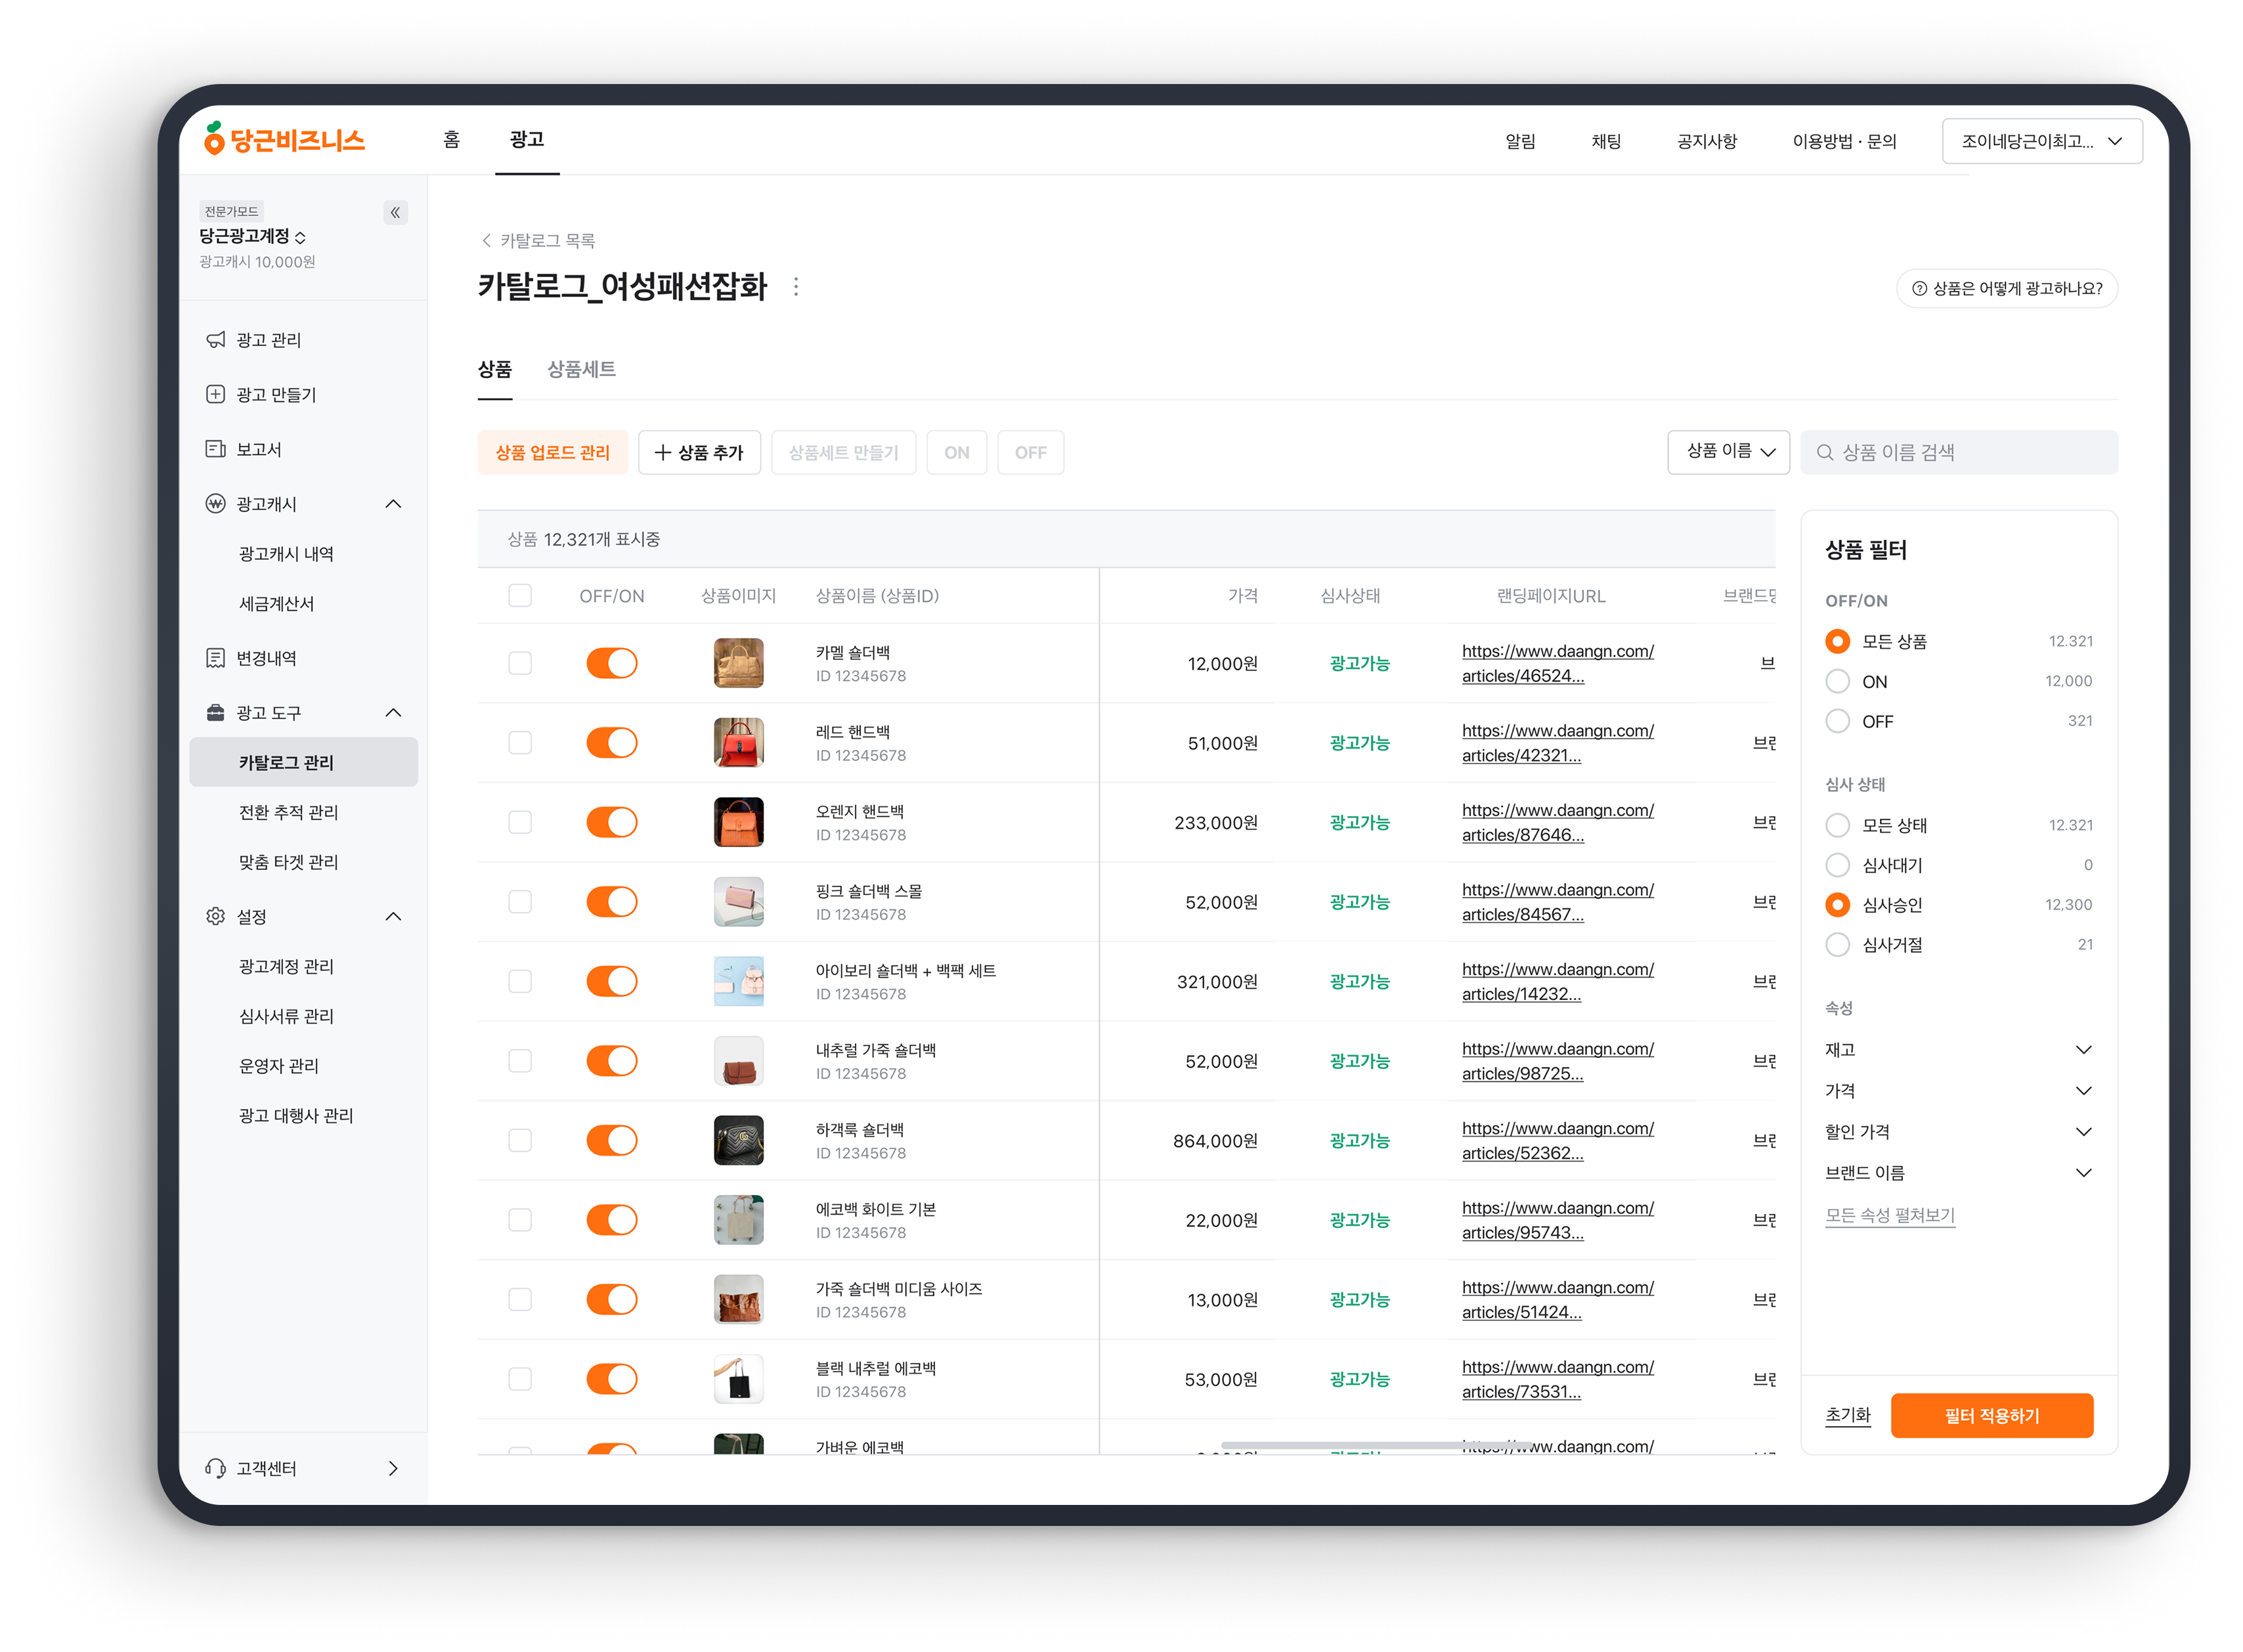 당근비즈니스
홈
광고
알림
채팅
공지사항
이용방법 · 문의
조이네당근이최고...
전문가모드
당근광고계정
광고캐시 10,000원
광고 관리
광고 만들기
보고서
광고캐시
광고캐시 내역
세금계산서
변경내역
광고 도구
카탈로그 관리
전환 추적 관리
맞춤 타겟 관리
설정
광고계정 관리
심사서류 관리
운영자 관리
광고 대행사 관리
고객센터
카탈로그 목록
카탈로그_여성패션잡화
상품은 어떻게 광고하나요?
상품
상품세트
상품 업로드 관리
상품 추가
상품세트 만들기
ON
OFF
상품 이름
상품 이름 검색
상품 12,321개 표시중
OFF/ON
상품이미지
상품이름 (상품ID)
가격
심사상태
랜딩페이지URL
브랜드명
카멜 숄더백
ID 12345678
12,000원
광고가능
https://www.daangn.com/
articles/46524...
브
레드 핸드백
ID 12345678
51,000원
광고가능
https://www.daangn.com/
articles/42321...
브랜
오렌지 핸드백
ID 12345678
233,000원
광고가능
https://www.daangn.com/
articles/87646...
브랜
핑크 숄더백 스몰
ID 12345678
52,000원
광고가능
https://www.daangn.com/
articles/84567...
브랜
아이보리 숄더백 + 백팩 세트
ID 12345678
321,000원
광고가능
https://www.daangn.com/
articles/14232...
브랜
내추럴 가죽 숄더백
ID 12345678
52,000원
광고가능
https://www.daangn.com/
articles/98725...
브랜
하객룩 숄더백
ID 12345678
864,000원
광고가능
https://www.daangn.com/
articles/52362...
브랜
에코백 화이트 기본
ID 12345678
22,000원
광고가능
https://www.daangn.com/
articles/95743...
브랜
가죽 숄더백 미디움 사이즈
ID 12345678
13,000원
광고가능
https://www.daangn.com/
articles/51424...
브랜
블랙 내추럴 에코백
ID 12345678
53,000원
광고가능
https://www.daangn.com/
articles/73531...
브랜
가벼운 에코백
https://www.daangn.com/
상품 필터
OFF/ON
모든 상품 12.321
ON 12,000
OFF 321
심사 상태
모든 상태 12.321
심사대기 0
심사승인 12,300
심사거절 21
속성
재고
가격
할인 가격
브랜드 이름
모든 속성 펼쳐보기
초기화
필터 적용하기